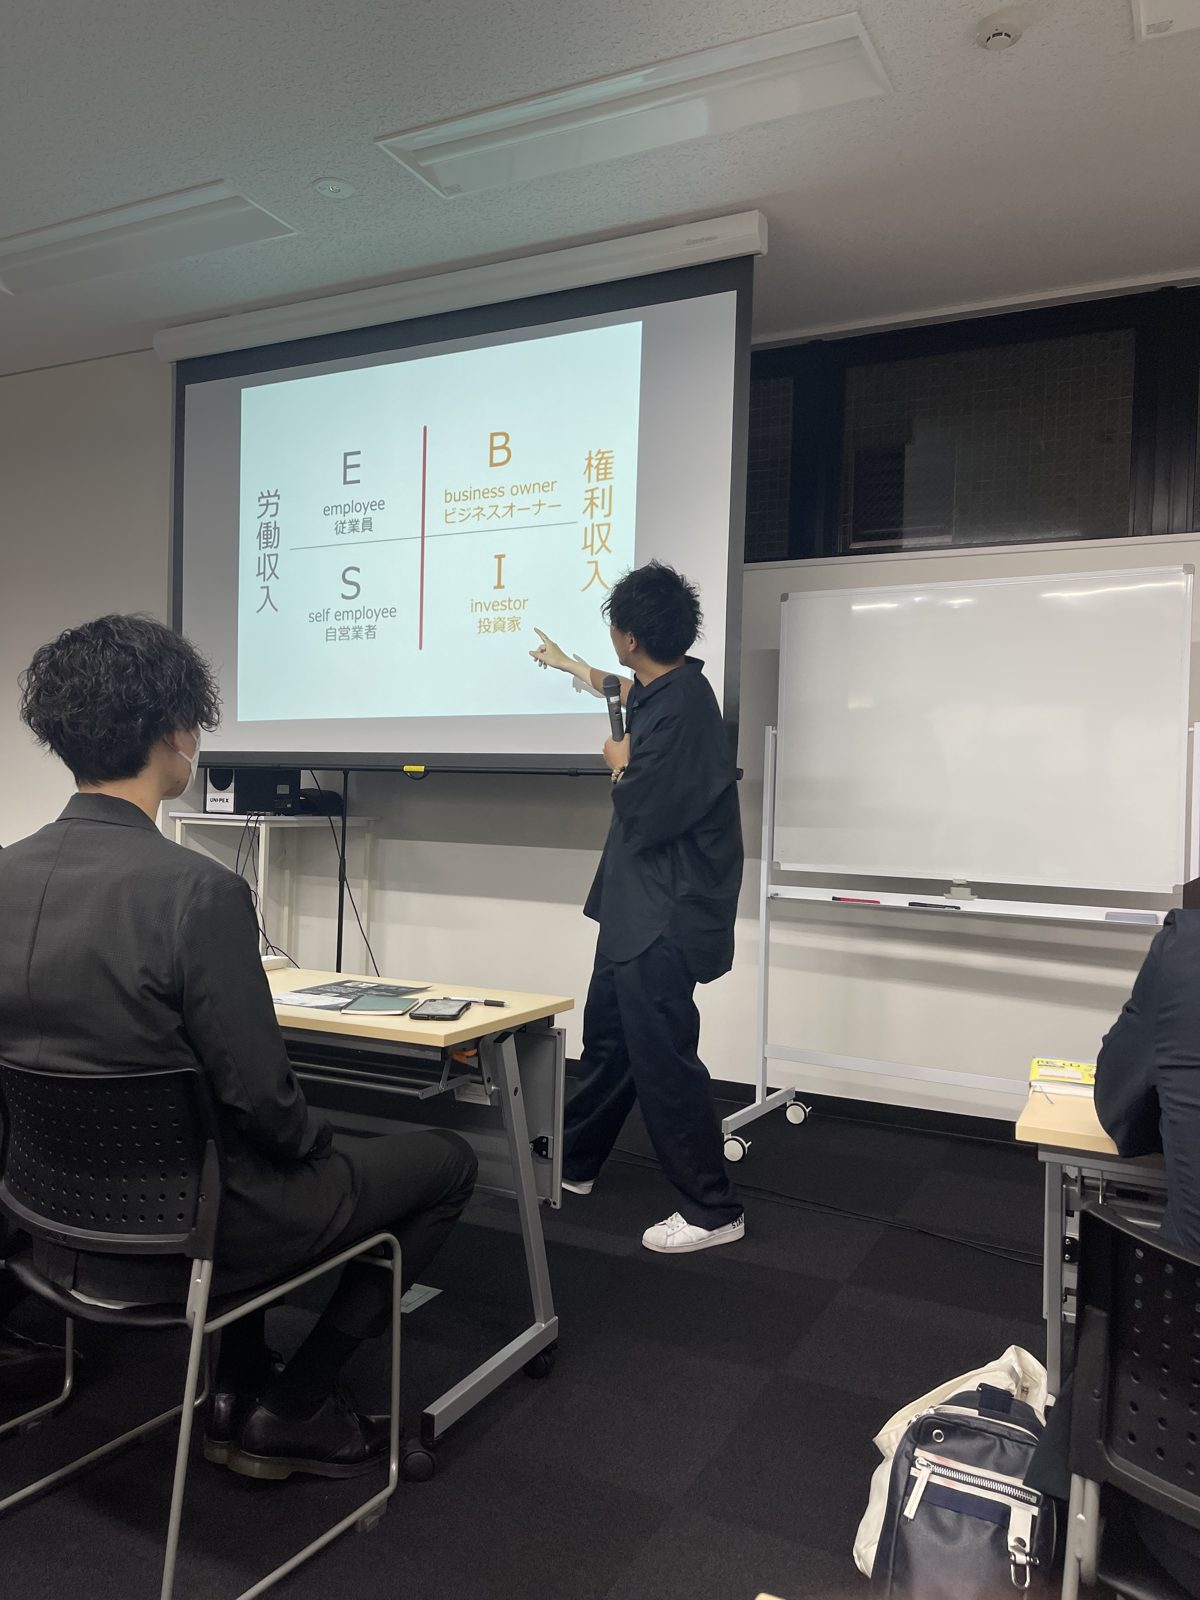 労働収入
E
employee
従業員
B
business owner
ビジネスオーナー
権利収入
S
self employee
自営業者
I
investor
投資家
UNI-PEX